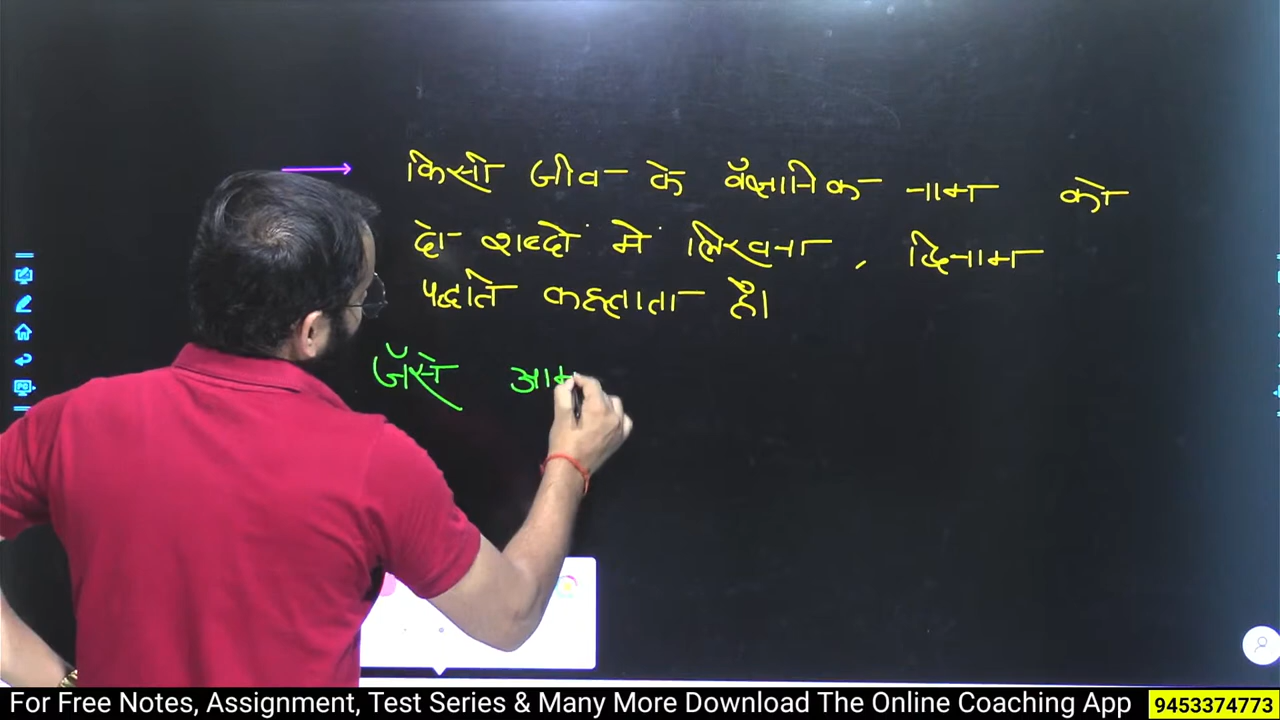 किसी जीव के वैज्ञानिक नाम को
दो शब्दों में लिखना, द्विनाम
पद्धति कहलाता है।
जैसे आम
For Free Notes, Assignment, Test Series & Many More Download The Online Coaching App 9453374773